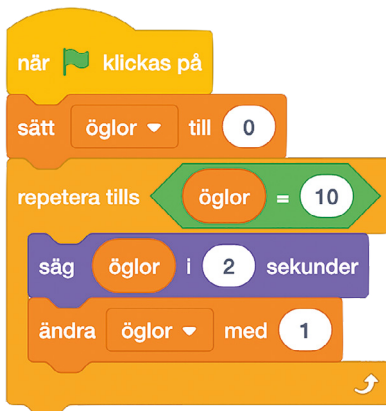 när klickas på
sätt öglor till 0
repetera tills öglor = 10
säg öglor i 2 sekunder
ändra öglor med 1